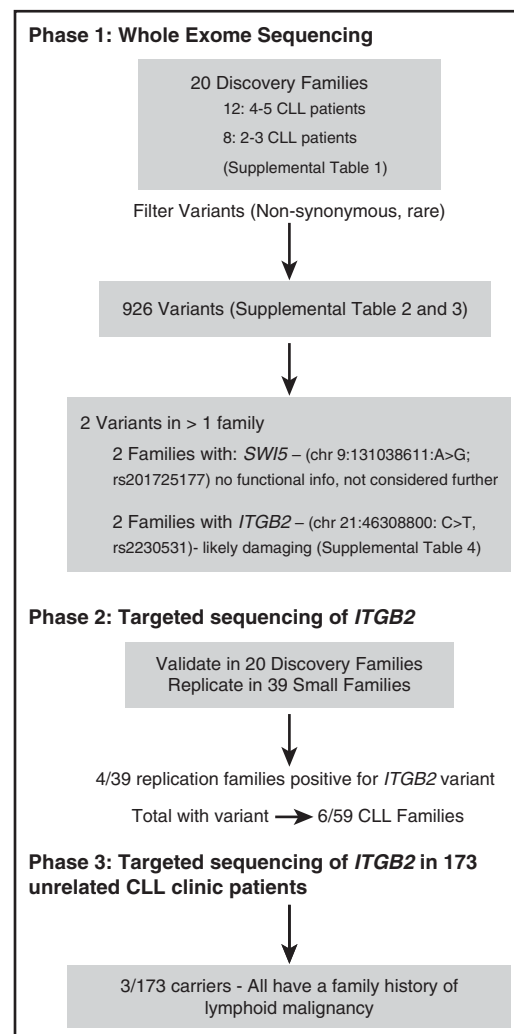 Phase 1: Whole Exome Sequencing
20 Discovery Families
12: 4-5 CLL patients
8: 2-3 CLL patients
(Supplemental Table 1)
Filter Variants (Non-synonymous, rare)
926 Variants (Supplemental Table 2 and 3)
2 Variants in > 1 family
2 Families with: SWI5 – (chr 9:131038611:A>G;
rs201725177) no functional info, not considered further
2 Families with ITGB2 – (chr 21:46308800: C>T,
rs2230531)- likely damaging (Supplemental Table 4)
Phase 2: Targeted sequencing of ITGB2
Validate in 20 Discovery Families
Replicate in 39 Small Families
4/39 replication families positive for ITGB2 variant
Total with variant → 6/59 CLL Families
Phase 3: Targeted sequencing of ITGB2 in 173
unrelated CLL clinic patients
3/173 carriers - All have a family history of
lymphoid malignancy